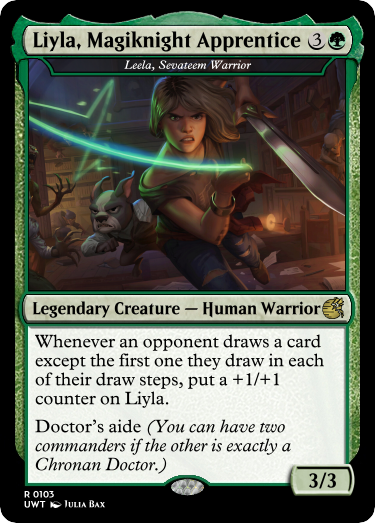 Liyla, Magiknight Apprentice 3
Leela, Sevateem Warrior
Legendary Creature — Human Warrior
Whenever an opponent draws a card
except the first one they draw in each
of their draw steps, put a +1/+1
counter on Liyla.
Doctor's aide (You can have two
commanders if the other is exactly a
Chronan Doctor.)
3/3
R 0103
UWT Julia Bax